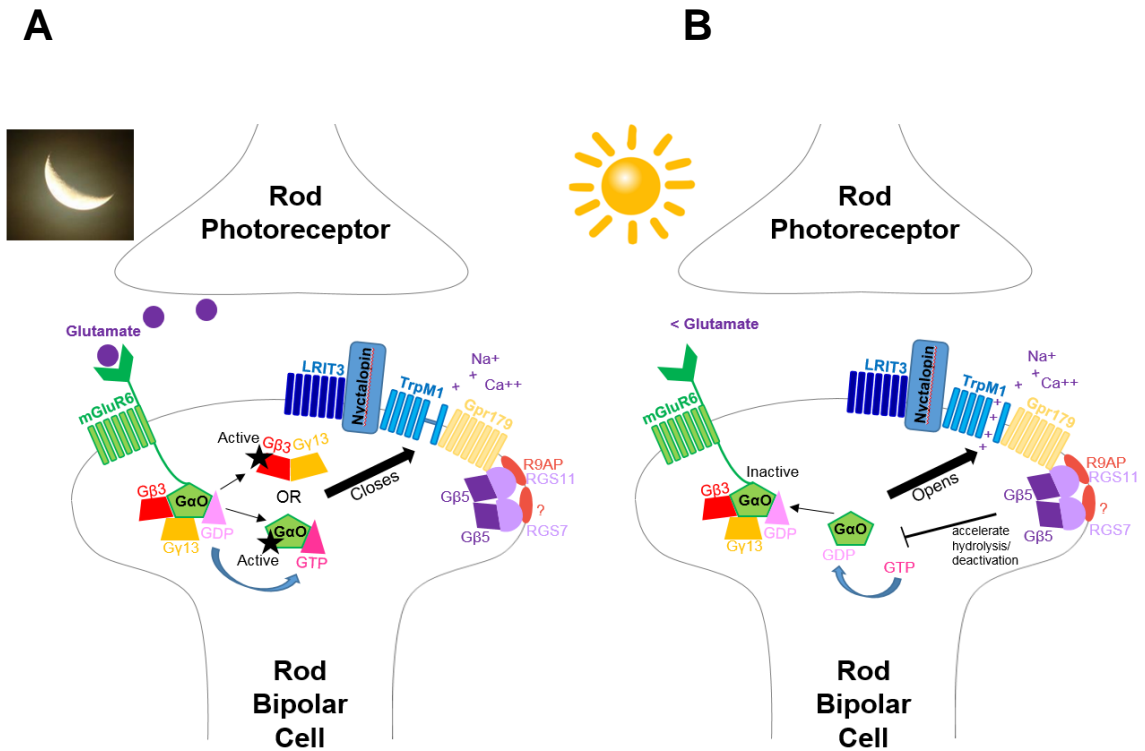 A
Rod
Photoreceptor
Glutamate
mGluR6
LRIT3
Nyctalopin
TrpM1
Na+
+
+
Ca++
Gpr179
Active
Gβ3
Gγ13
OR
Closes
R9AP
RGS11
Gβ5
?
Gβ5
RGS7
Gβ3
GαO
GDP
Gγ13
GαO
Active
GTP
Rod
Bipolar
Cell
B
Rod
Photoreceptor
< Glutamate
mGluR6
LRIT3
Nyctalopin
TrpM1
Na+
+
+
Ca++
+
+
+
+
Gpr179
Inactive
Opens
R9AP
RGS11
Gβ5
?
Gβ5
RGS7
Gβ3
GαO
GDP
Gγ13
GαO
GDP
GTP
accelerate
hydrolysis/
deactivation
Rod
Bipolar
Cell